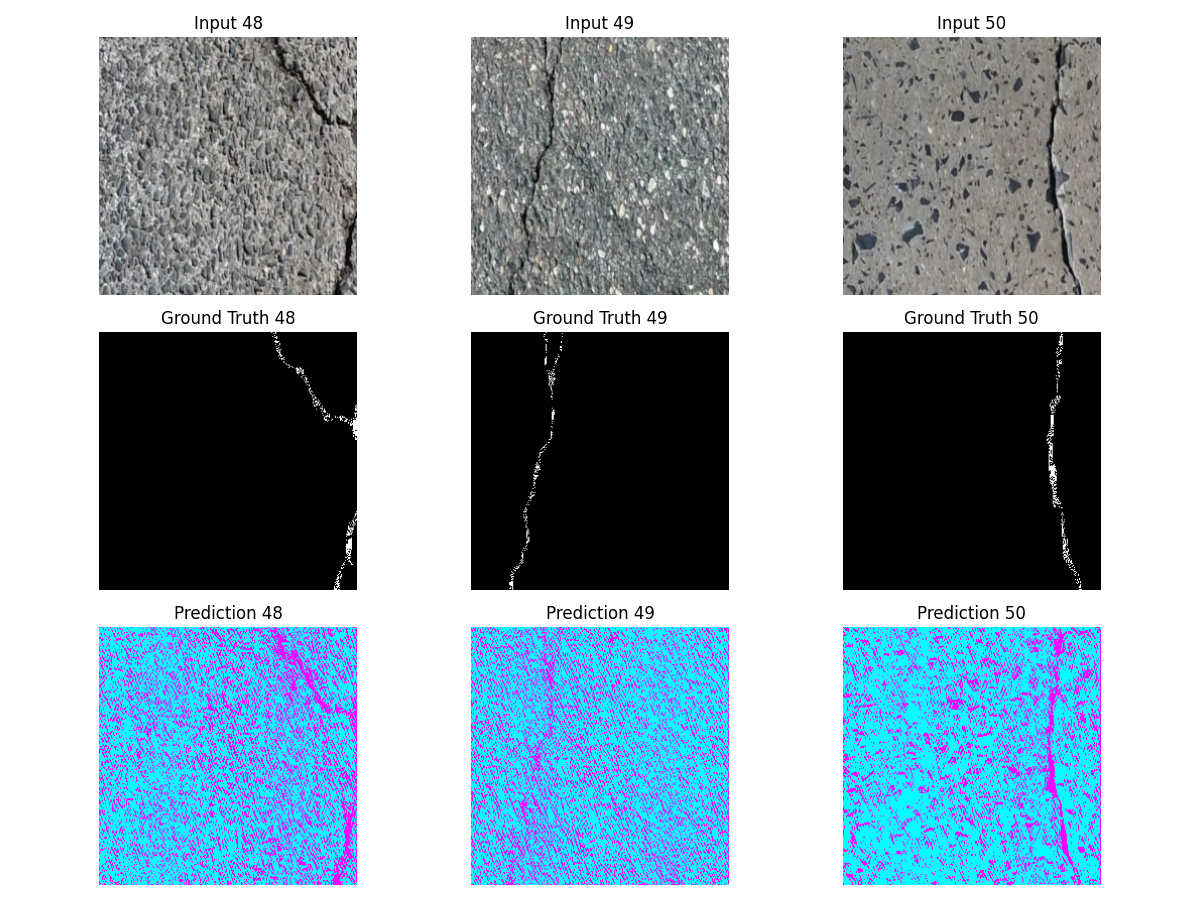 Input 48
Input 49
Input 50
Ground Truth 48
Ground Truth 49
Ground Truth 50
Prediction 48
Prediction 49
Prediction 50